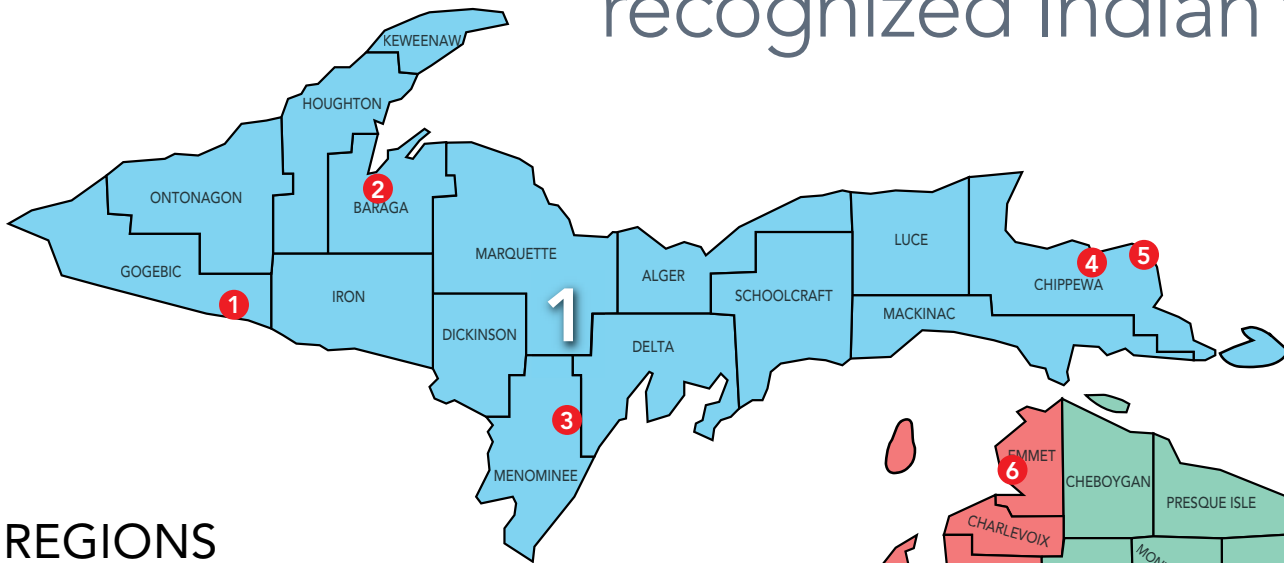 recognized Indian
KEWEENAW
HOUGHTON
ONTONAGON
2
BARAGA
GOGEBIC
1
IRON
MARQUETTE
1
DICKINSON
ALGER
SCHOOLCRAFT
DELTA
LUCE
MACKINAC
4
5
CHIPPEWA
3
MENOMINEE
EMMET
6
CHEBOYGAN
PRESQUE ISLE
CHARLEVOIX
REGIONS